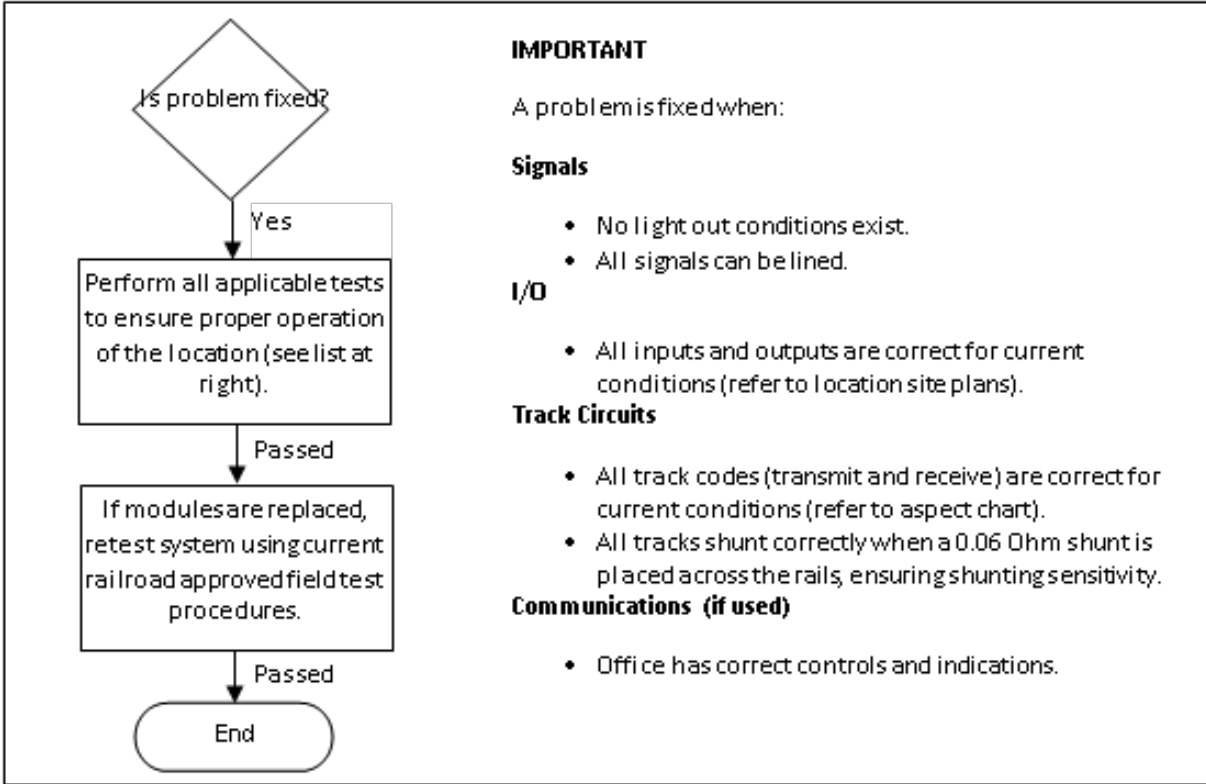 Is problem fixed?
Yes
Perform all applicable tests
to ensure proper operation
of the location (see list at
right).
Passed
If modules are replaced,
retest system using current
railroad approved field test
procedures.
Passed
End
IMPORTANT
A problem is fixed when:
Signals
• No light out conditions exist.
• All signals can be lined.
I/O
• All inputs and outputs are correct for current
conditions (refer to location site plans).
Track Circuits
• All track codes (transmit and receive) are correct for
current conditions (refer to aspect chart).
• All tracks shunt correctly when a 0.06 Ohm shunt is
placed across the rails, ensuring shunting sensitivity.
Communications (if used)
• Office has correct controls and indications.